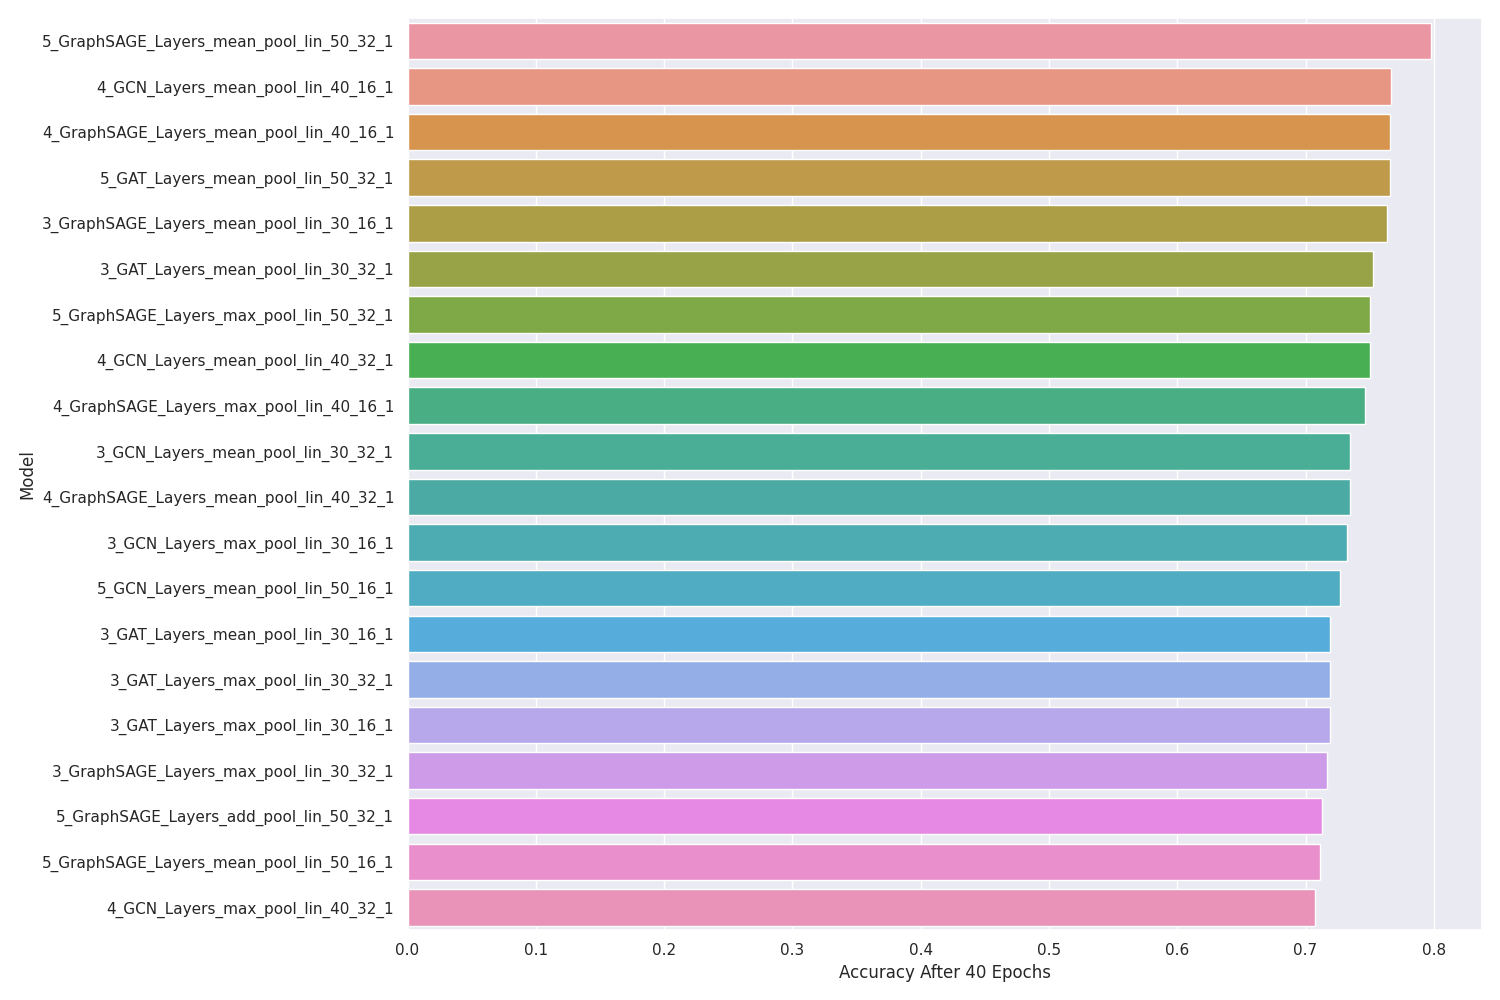 5_GraphSAGE_Layers_mean_pool_lin_50_32_1
4_GCN_Layers_mean_pool_lin_40_16_1
4_GraphSAGE_Layers_mean_pool_lin_40_16_1
5_GAT_Layers_mean_pool_lin_50_32_1
3_GraphSAGE_Layers_mean_pool_lin_30_16_1
3_GAT_Layers_mean_pool_lin_30_32_1
5_GraphSAGE_Layers_max_pool_lin_50_32_1
4_GCN_Layers_mean_pool_lin_40_32_1
4_GraphSAGE_Layers_max_pool_lin_40_16_1
3_GCN_Layers_mean_pool_lin_30_32_1
4_GraphSAGE_Layers_mean_pool_lin_40_32_1
3_GCN_Layers_max_pool_lin_30_16_1
5_GCN_Layers_mean_pool_lin_50_16_1
3_GAT_Layers_mean_pool_lin_30_16_1
3_GAT_Layers_max_pool_lin_30_32_1
3_GAT_Layers_max_pool_lin_30_16_1
3_GraphSAGE_Layers_max_pool_lin_30_32_1
5_GraphSAGE_Layers_add_pool_lin_50_32_1
5_GraphSAGE_Layers_mean_pool_lin_50_16_1
4_GCN_Layers_max_pool_lin_40_32_1
Model
0.0 0.1 0.2 0.3 0.4 0.5 0.6 0.7 0.8
Accuracy After 40 Epochs